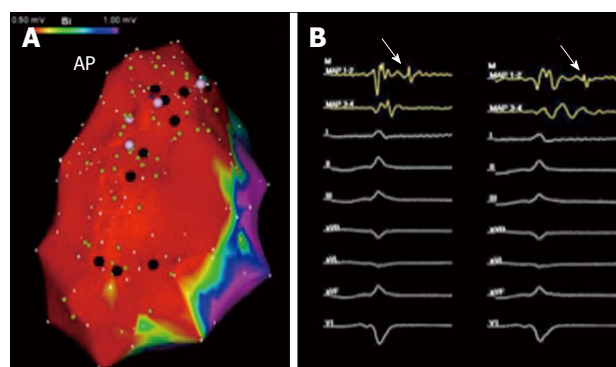 0.50 mV Bi 1.00 mV
A
AP
B
M
MAP 1-2
MAP 3-4
I
II
III
aVR
aVL
aVF
V1
M
MAP 1-2
MAP 3-4
I
II
III
aVR
aVL
aVF
V1